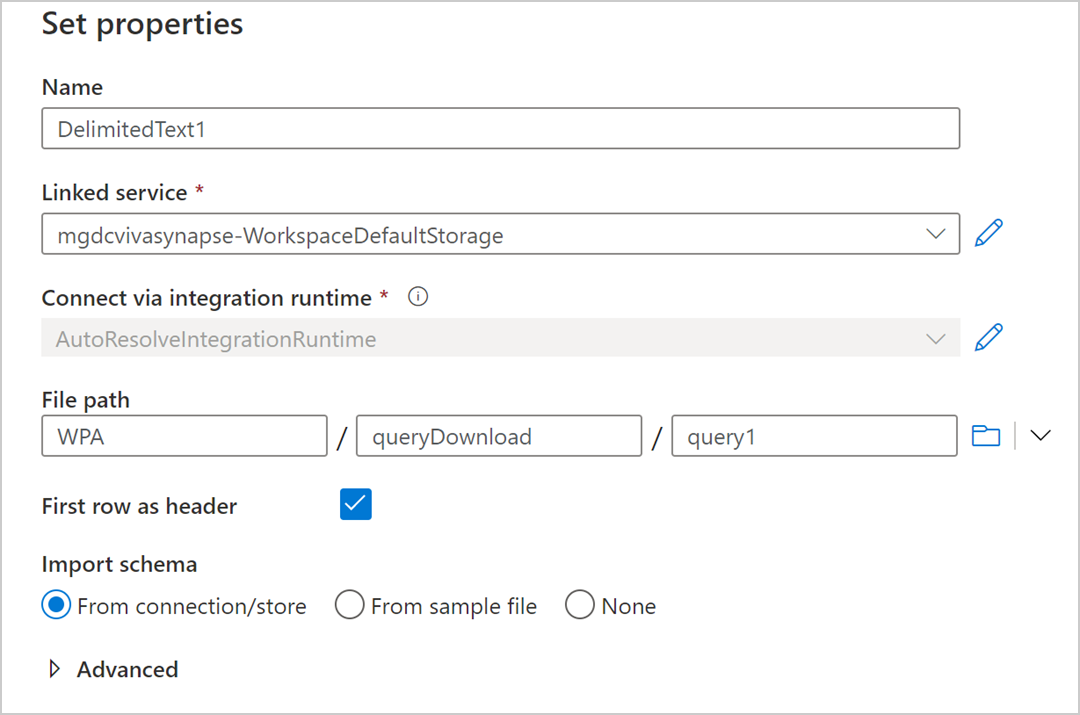 Set properties
Name
DelimitedText1
Linked service *
mgdcvivasynapse-WorkspaceDefaultStorage
Connect via integration runtime *
AutoResolveIntegrationRuntime
File path
WPA / queryDownload / query1
First row as header
Import schema
From connection/store From sample file None
Advanced